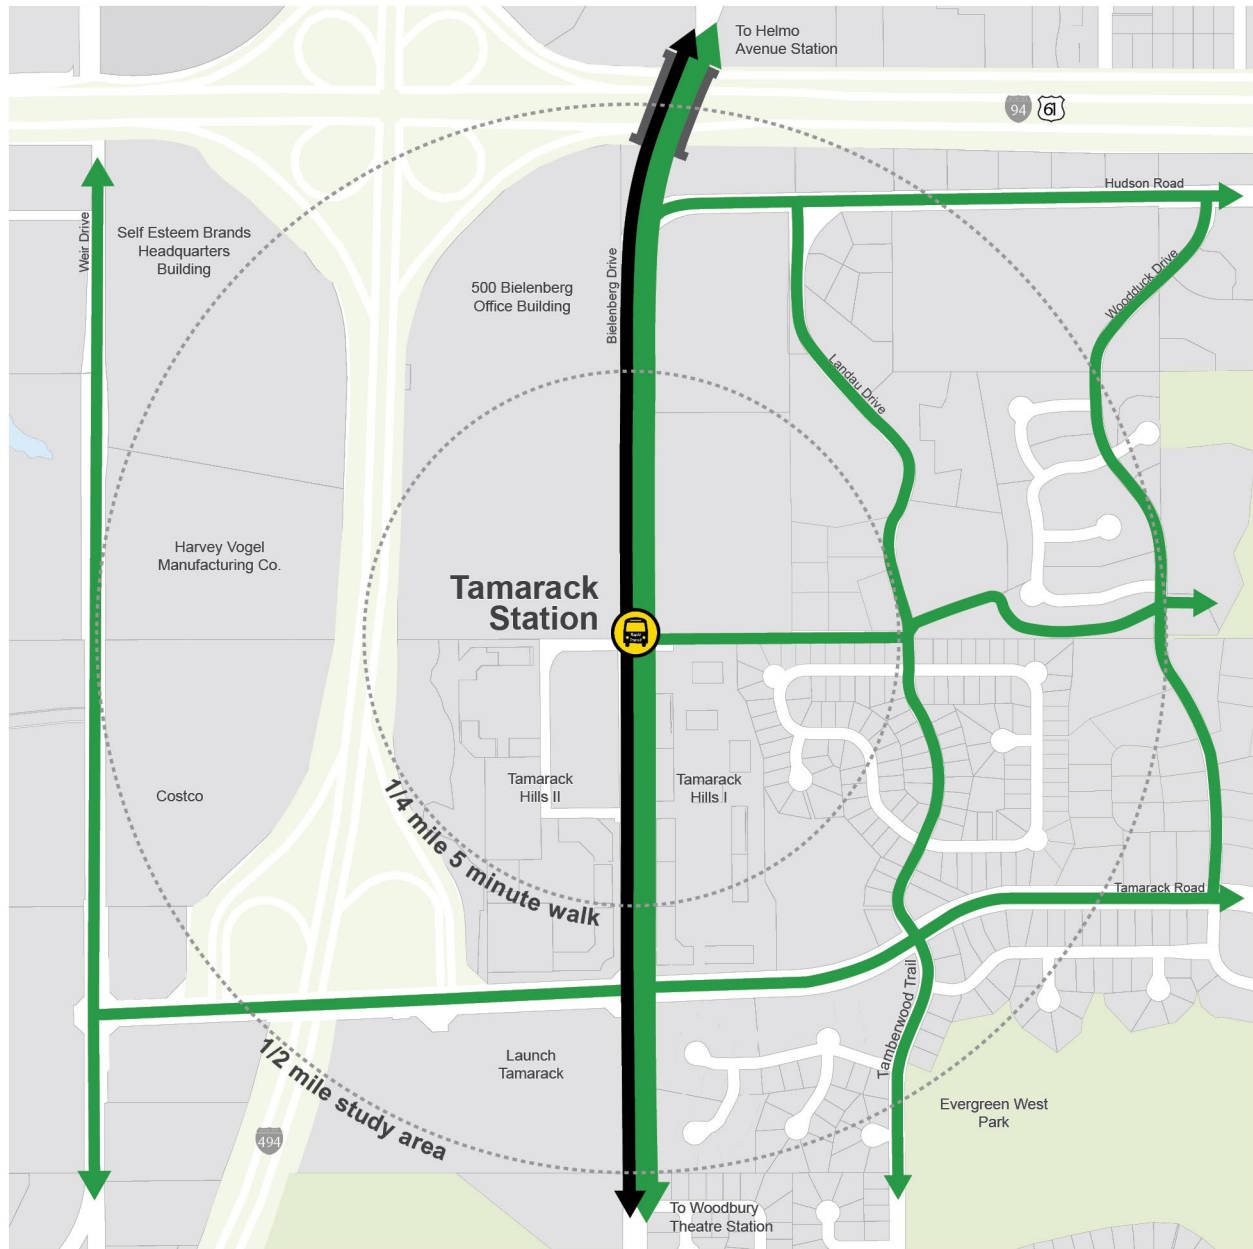 To Helmo
Avenue Station
94
61
Hudson Road
Weir Drive
Self Esteem Brands
Headquarters
Building
500 Bielenberg
Office Building
Bielenberg Drive
Woodduck Drive
Landau Drive
Harvey Vogel
Manufacturing Co.
Tamarack
Station
Tamarack
Hills II
Tamarack
Hills I
Costco
1/4 mile 5 minute walk
Tamarack Road
Tamberwood Trail
1/2 mile study area
Launch
Tamarack
Evergreen West
Park
494
To Woodbury
Theatre Station